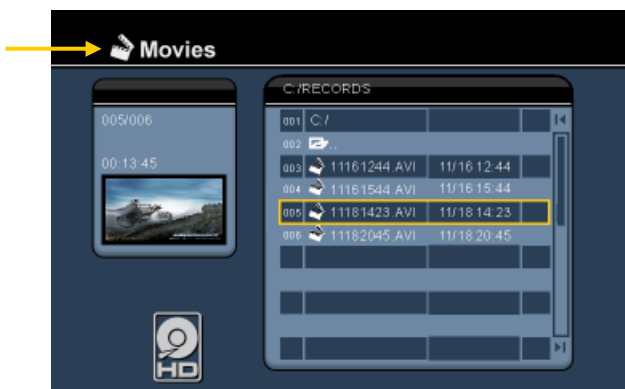 Movies
C:/RECORDS
005/006
00:13:45
001 C:/
002 ..
003 11161244.AVI 11/16 12:44
004 11161544.AVI 11/16 15:44
005 11181423.AVI 11/18 14:23
006 11182045.AVI 11/18 20:45
HD